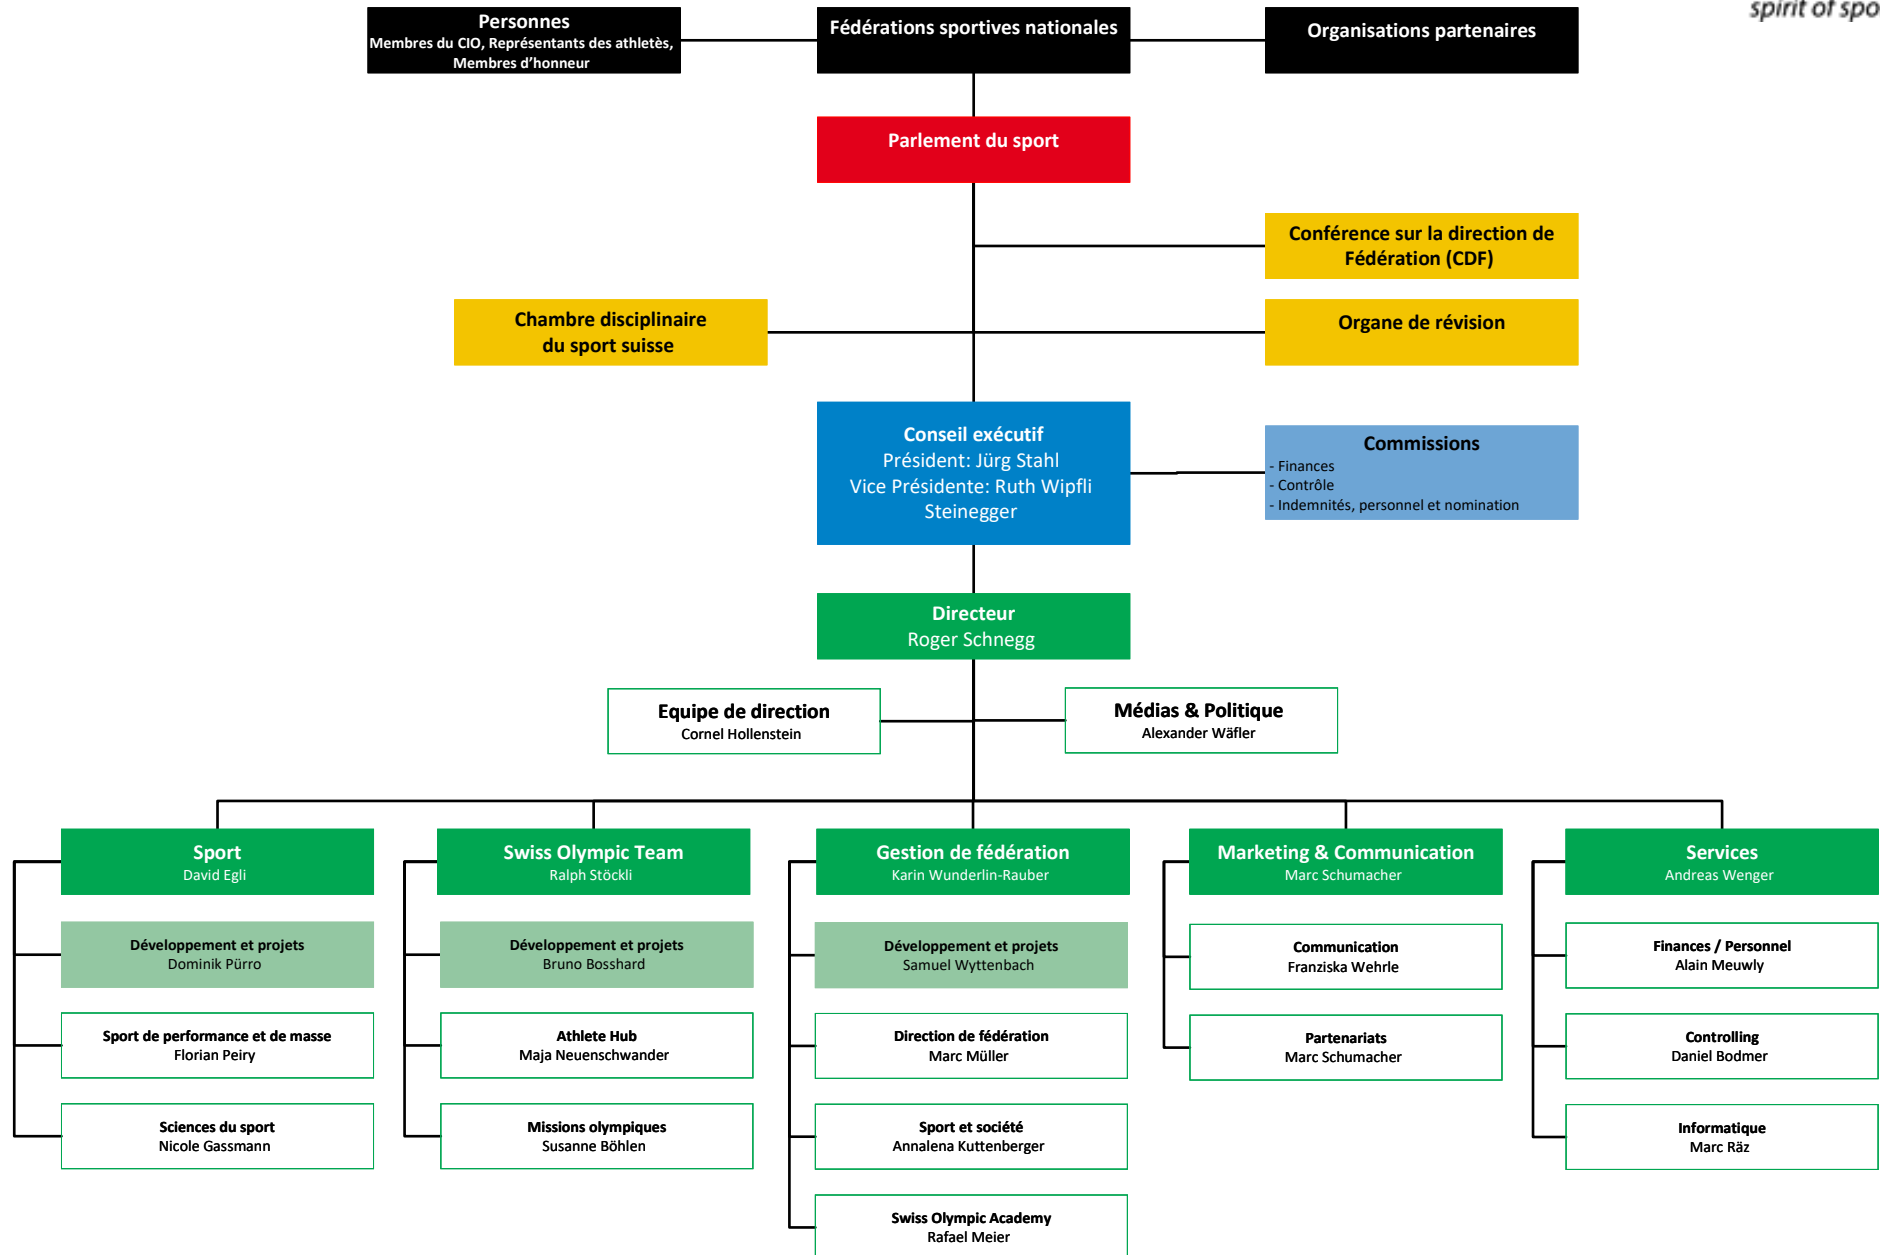 spirit of spo
Personnes
Membres du CIO, Représentants des athletès,
Membres d'honneur
Fédérations sportives nationales
Organisations partenaires
Parlement du sport
Conférence sur la direction de
Fédération (CDF)
Chambre disciplinaire
du sport suisse
Organe de révision
Conseil exécutif
Président: Jürg Stahl
Vice Présidente: Ruth Wipfli
Steinegger
Commissions
- Finances
- Contrôle
- Indemnités, personnel et nomination
Directeur
Roger Schnegg
Equipe de direction
Cornel Hollenstein
Médias & Politique
Alexander Wäfler
Sport
David Egli
Swiss Olympic Team
Ralph Stöckli
Gestion de fédération
Karin Wunderlin-Rauber
Marketing & Communication
Marc Schumacher
Services
Andreas Wenger
Développement et projets
Dominik Pürro
Développement et projets
Bruno Bosshard
Développement et projets
Samuel Wyttenbach
Communication
Franziska Wehrle
Finances / Personnel
Alain Meuwly
Sport de performance et de masse
Florian Peiry
Athlete Hub
Maja Neuenschwander
Direction de fédération
Marc Müller
Partenariats
Marc Schumacher
Controlling
Daniel Bodmer
Sciences du sport
Nicole Gassmann
Missions olympiques
Susanne Böhlen
Sport et société
Annalena Kuttenberger
Informatique
Marc Räz
Swiss Olympic Academy
Rafael Meier